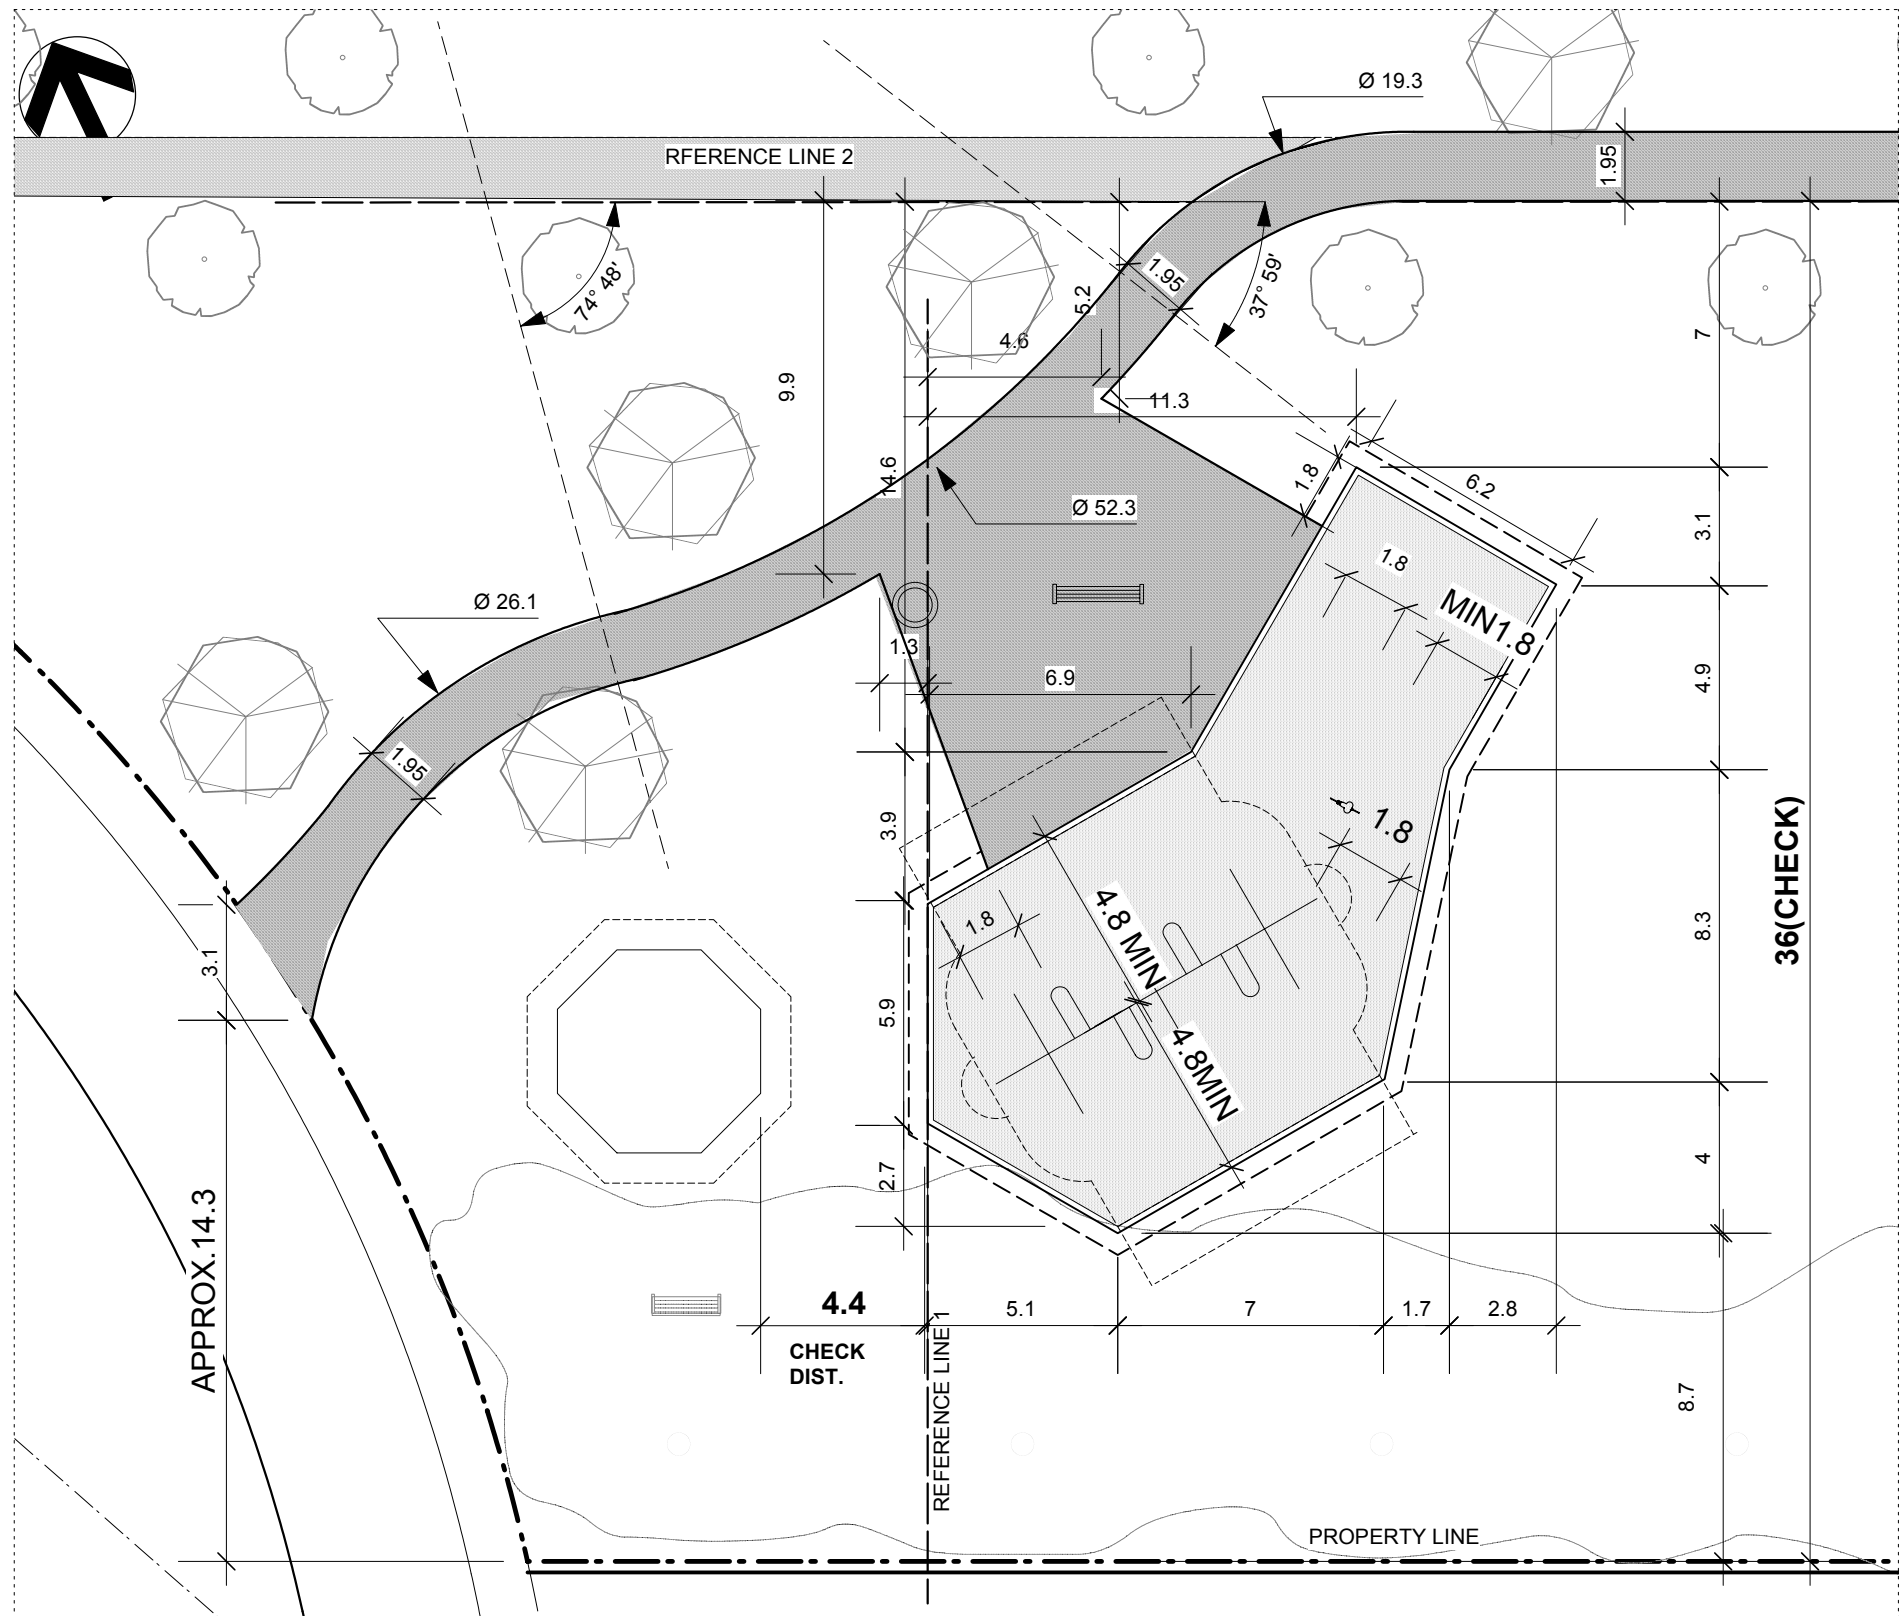 Ø 19.3
RFERENCE LINE 2
1.95
74° 48'
1.95
37° 59'
5.2
4.6
7
9.9
11.3
14.6
1.8
6.2
Ø 52.3
3.1
1.8
Ø 26.1
MIN1.8
1.3
6.9
4.9
1.95
3.9
1.8
36(CHECK)
1.8
4.8 MIN
8.3
3.1
5.9
4.8MIN
2.7
4
APPROX.14.3
4.4
CHECK
DIST.
REFERENCE LINE 1
5.1
7
1.7
2.8
8.7
PROPERTY LINE